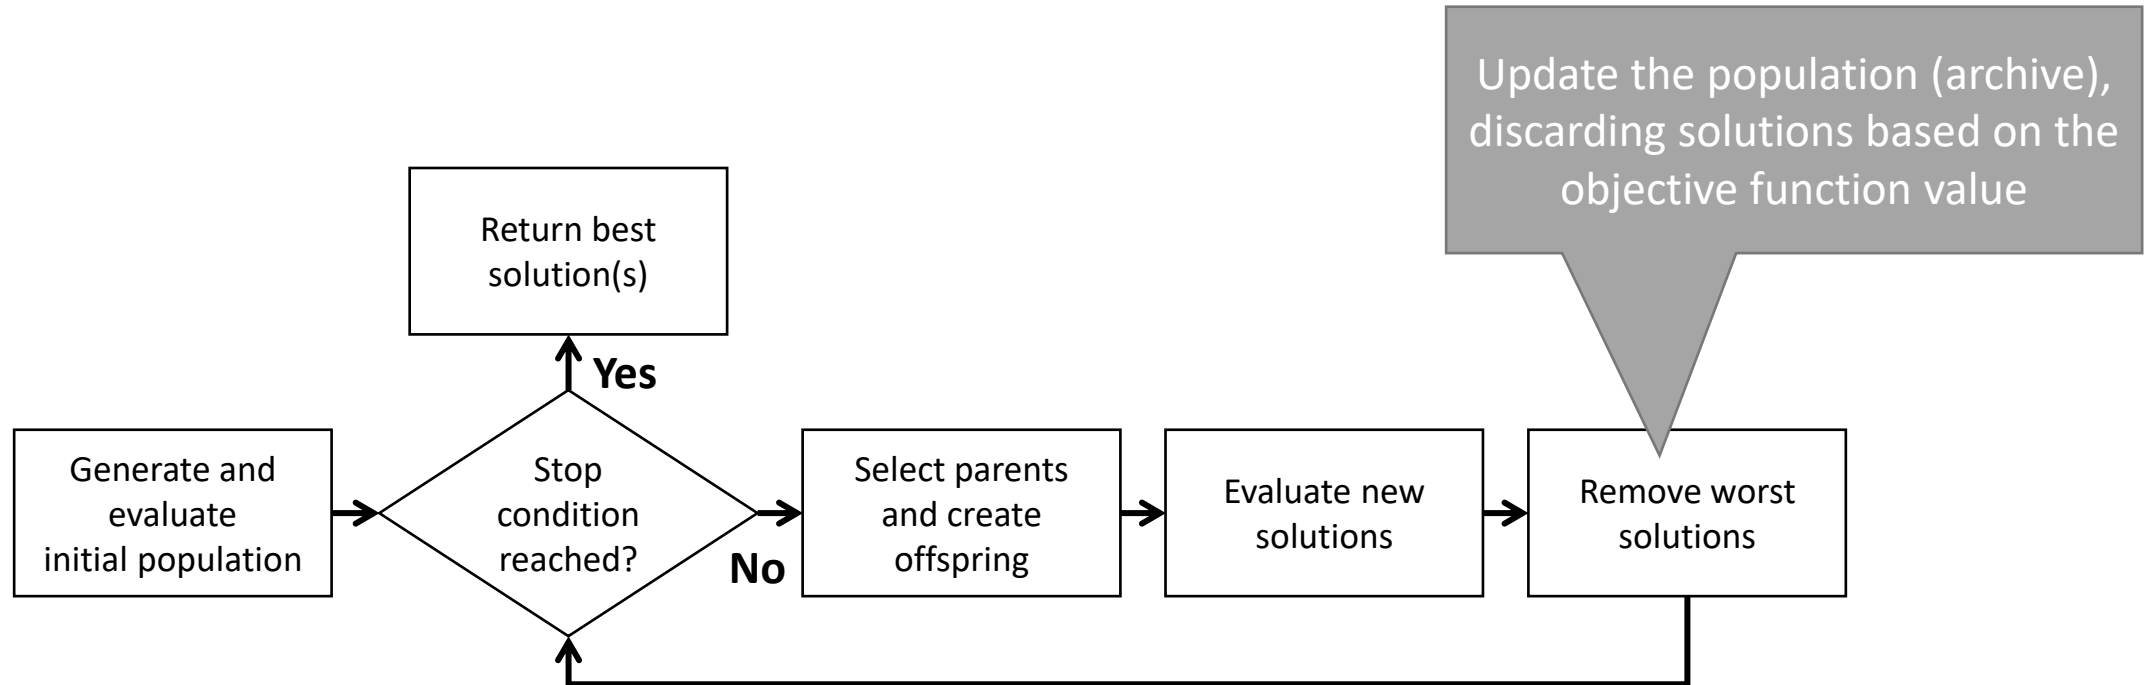 Update the population (archive),
discarding solutions based on the
objective function value
Return best
solution(s)
Yes
Generate and
evaluate
initial population
Stop
condition
reached?
No
Select parents
and create
offspring
Evaluate new
solutions
Remove worst
solutions